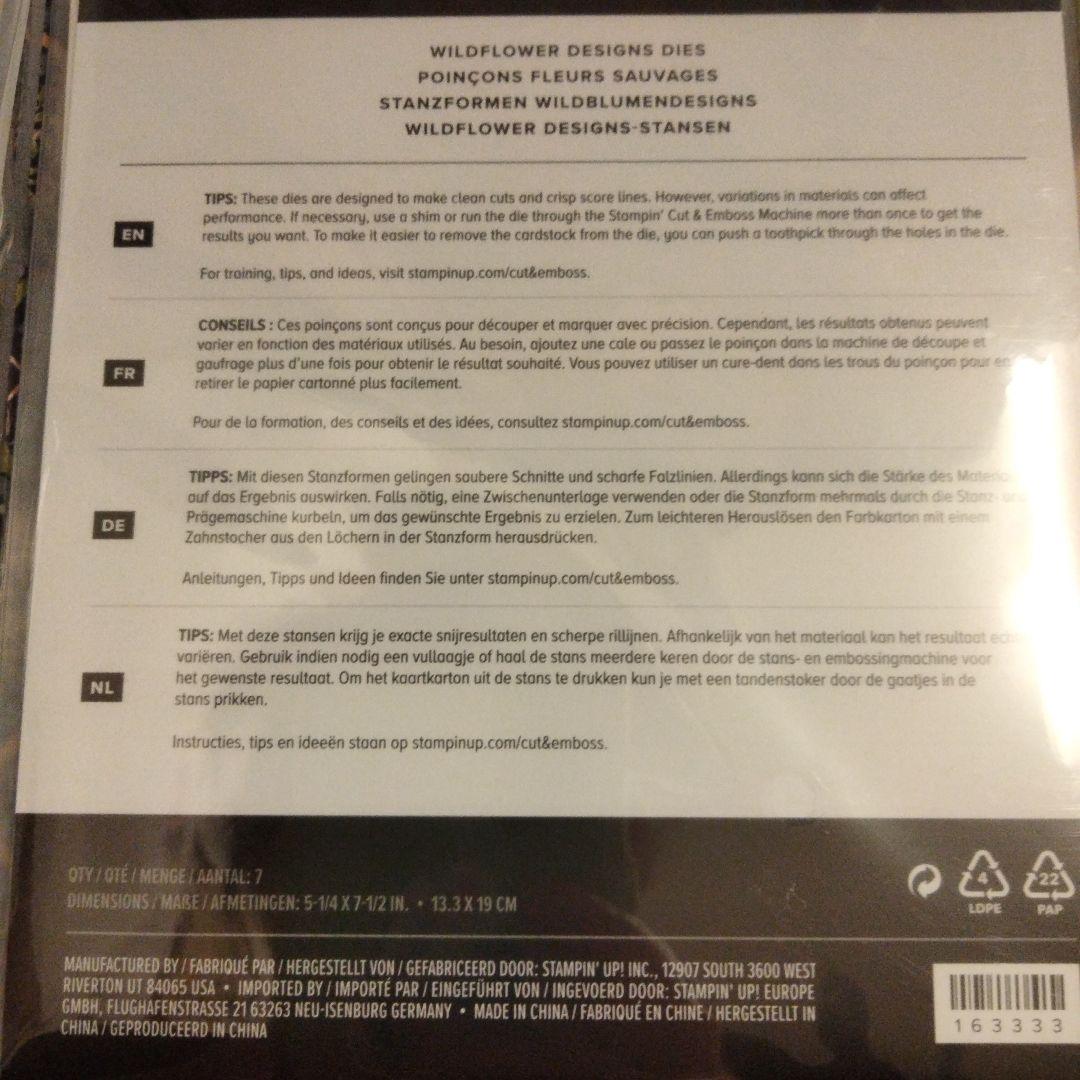 WILDFLOWER DESIGNS DIES
POINÇONS FLEURS SAUVAGES
STANZFORMEN WILDBLUMENDESIGNS
WILDFLOWER DESIGNS-STANSEN
EN
TIPS: These dies are designed to make clean cuts and crisp score lines. However, variations in materials can affect
performance. If necessary, use a shim or run the die through the Stampin' Cut & Emboss Machine more than once to get the
results you want. To make it easier to remove the cardstock from the die, you can push a toothpick through the holes in the die.
For training, tips, and ideas, visit stampinup.com/cut&emboss.
FR
CONSEILS : Ces poinçons sont conçus pour découper et marquer avec précision. Cependant, les résultats obtenus peuvent
varier en fonction des matériaux utilisés. Au besoin, ajoutez une cale ou passez le poinçon dans la machine de découpe et
gaufrage plus d'une fois pour obtenir le résultat souhaité. Vous pouvez utiliser un cure-dent dans les trous du poinçon pour en
retirer le papier cartonné plus facilement.
Pour de la formation, des conseils et des idées, consultez stampinup.com/cut&emboss.
DE
TIPPS: Mit diesen Stanzformen gelingen saubere Schnitte und scharfe Falzlinien. Allerdings kann sich die Stärke des
auf das Ergebnis auswirken. Falls nötig, eine Zwischenunterlage verwenden oder die Stanzform mehrmals durch die Stanz- und
Prägemaschine kurbeln, um das gewünschte Ergebnis zu erzielen. Zum leichteren Herauslösen den Farbkarton mit einem
Zahnstocher aus den Löchern in der Stanzform herausdrücken.
Anleitungen, Tipps und Ideen finden Sie unter stampinup.com/cut&emboss.
NL
TIPS: Met deze stansen krijg je exacte snijresultaten en scherpe rillijnen. Afhankelijk van het materiaal kan het resultaat
variëren. Gebruik indien nodig een vullaagje of haal de stans meerdere keren door de stans- en embossingmachine voor
het gewenste resultaat. Om het kaartkarton uit de stans te drukken kun je met een tandenstoker door de gaatjes in de
stans prikken.
Instructies, tips en ideeën staan op stampinup.com/cut&emboss.
QTY / QTÉ / MENGE / AANTAL: 7
DIMENSIONS / MAẞE / AFMETINGEN: 5-1/4 X 7-1/2 IN. • 13.3 X 19 CM
4
LDPE
22
PAP
MANUFACTURED BY / FABRIQUÉ PAR / HERGESTELLT VON / GEFABRICEERD DOOR: STAMPIN' UP! INC., 12907 SOUTH 3600 WEST
RIVERTON UT 84065 USA • IMPORTED BY / IMPORTÉ PAR / EINGEFÜHRT VON / INGEVOERD DOOR: STAMPIN' UP! EUROPE
GMBH, FLUGHAFENSTRASSE 21 63263 NEU-ISENBURG GERMANY • MADE IN CHINA / FABRIQUÉ EN CHINE / HERGESTELLT IN
CHINA / GEPRODUCEERD IN CHINA
163333